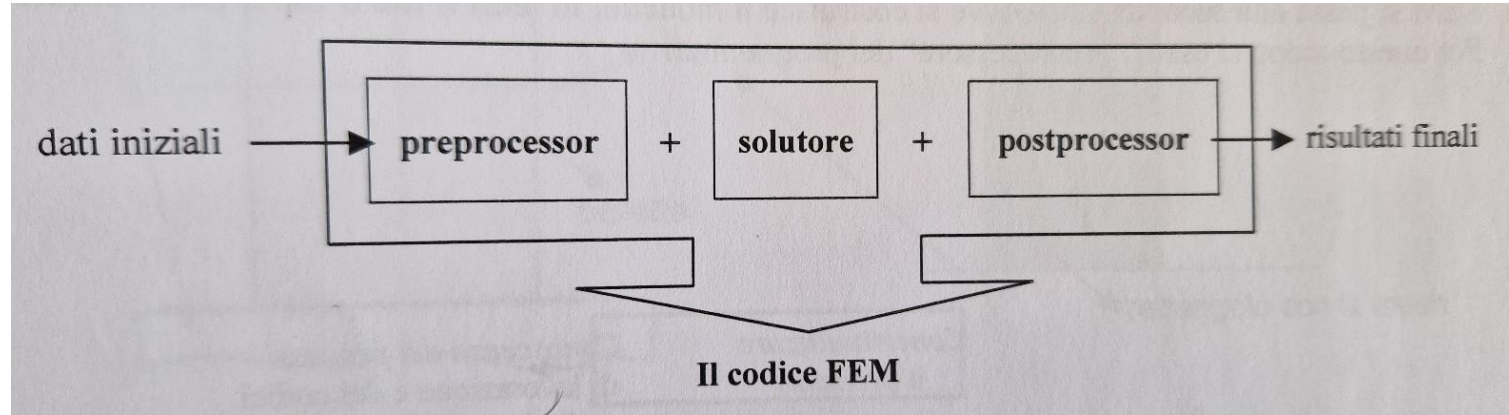 dati iniziali preprocessor + solutore + postprocessor risultati finali
Il codice FEM